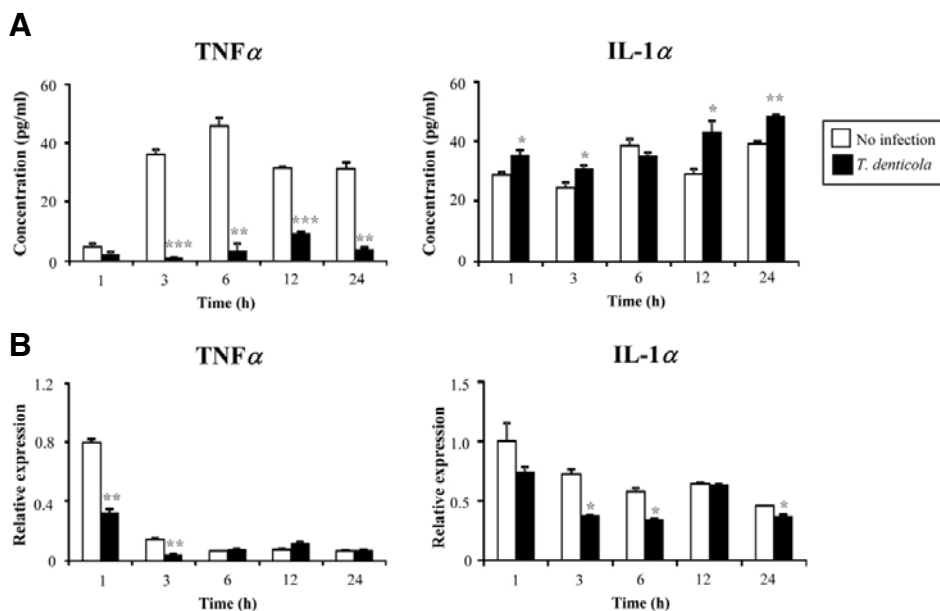 A
TNFα
IL-1α
Concentration (pg/ml)
60
40
20
0
***
**
***
**
1 3 6 12 24
Time (h)
Concentration (pg/ml)
60
40
20
0
*
*
*
**
1 3 6 12 24
Time (h)
No infection
T. denticola
B
TNFα
IL-1α
Relative expression
1.2
0.8
0.4
0
**
**
1 3 6 12 24
Time (h)
Relative expression
1.5
1.0
0.5
0
*
*
*
1 3 6 12 24
Time (h)